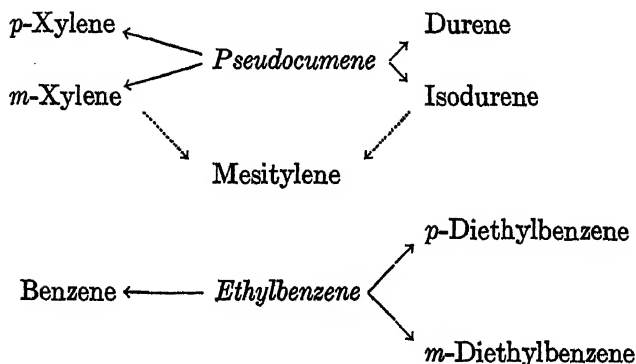 p-Xylene
Durene
Pseudocumene
m-Xylene
Isodurene
Mesitylene
p-Diethylbenzene
Benzene
Ethylbenzene
m-Diethylbenzene